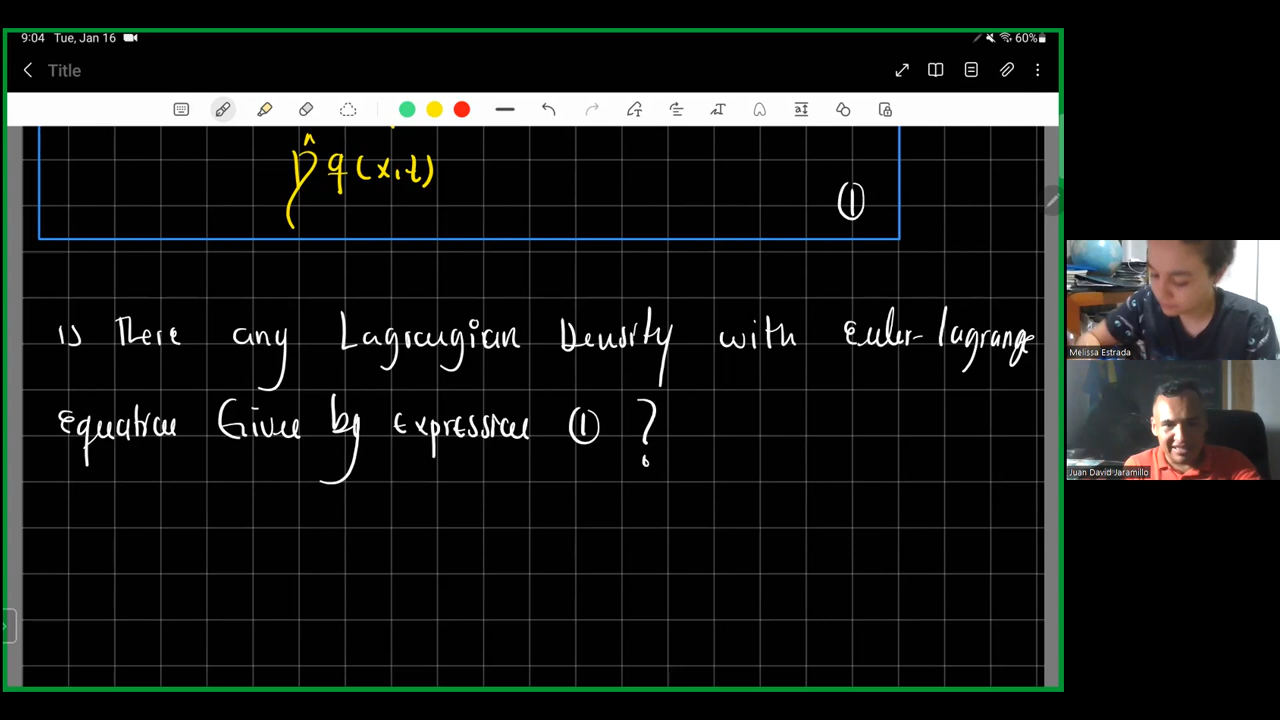 9:04 Tue, Jan 16
60%
Title
p̂ q(x,t)
①
is There any Lagrangian Density with Euler-lagrange
Equation Given by Expression ① ?
Melissa Estrada
Juan David Jaramillo